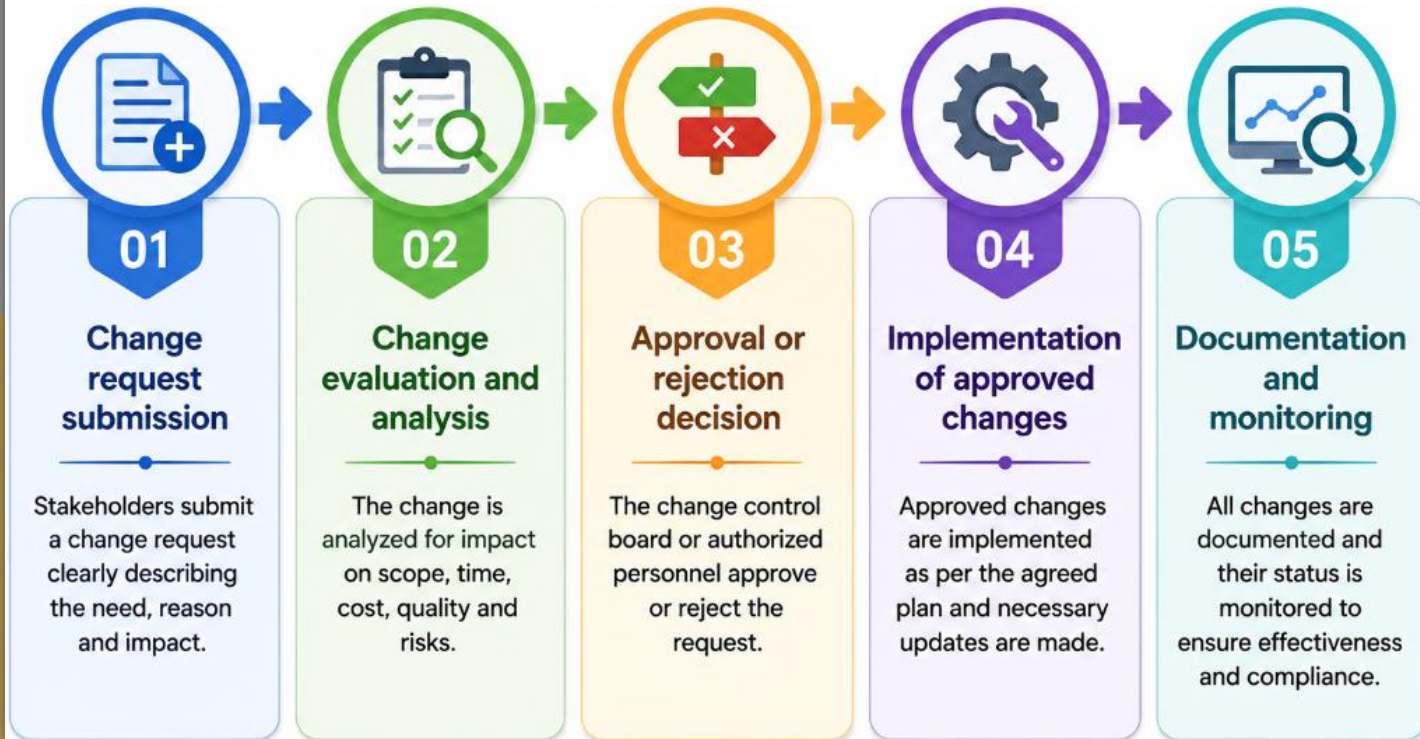 01
Change
request
submission
Stakeholders submit
a change request
clearly describing
the need, reason
and impact.
02
Change
evaluation and
analysis
The change is
analyzed for impact
on scope, time,
cost, quality and
risks.
03
Approval or
rejection
decision
The change control
board or authorized
personnel approve
or reject the
request.
04
Implementation
of approved
changes
Approved changes
are implemented
as per the agreed
plan and necessary
updates are made.
05
Documentation
and
monitoring
All changes are
documented and
their status is
monitored to
ensure effectiveness
and compliance.